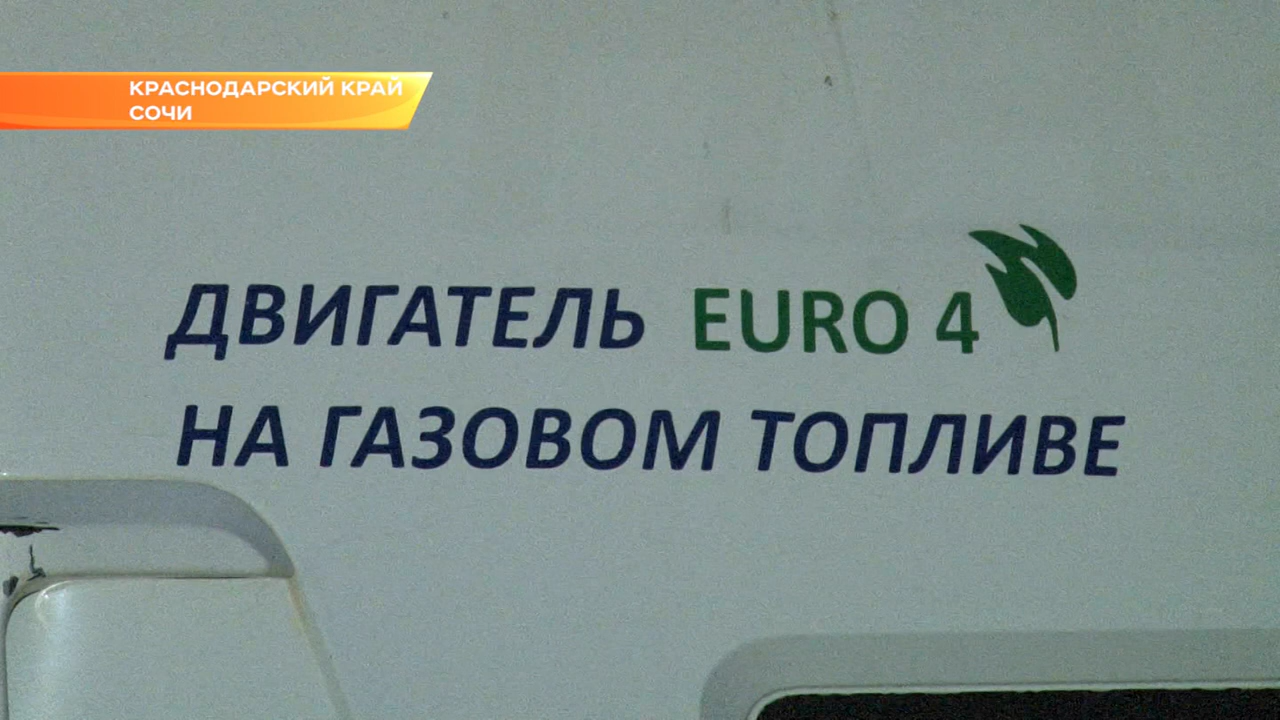 КРАСНОДАРСКИЙ КРАЙ
СОЧИ
ДВИГАТЕЛЬ EURO 4
НА ГАЗОВОМ ТОПЛИВЕ